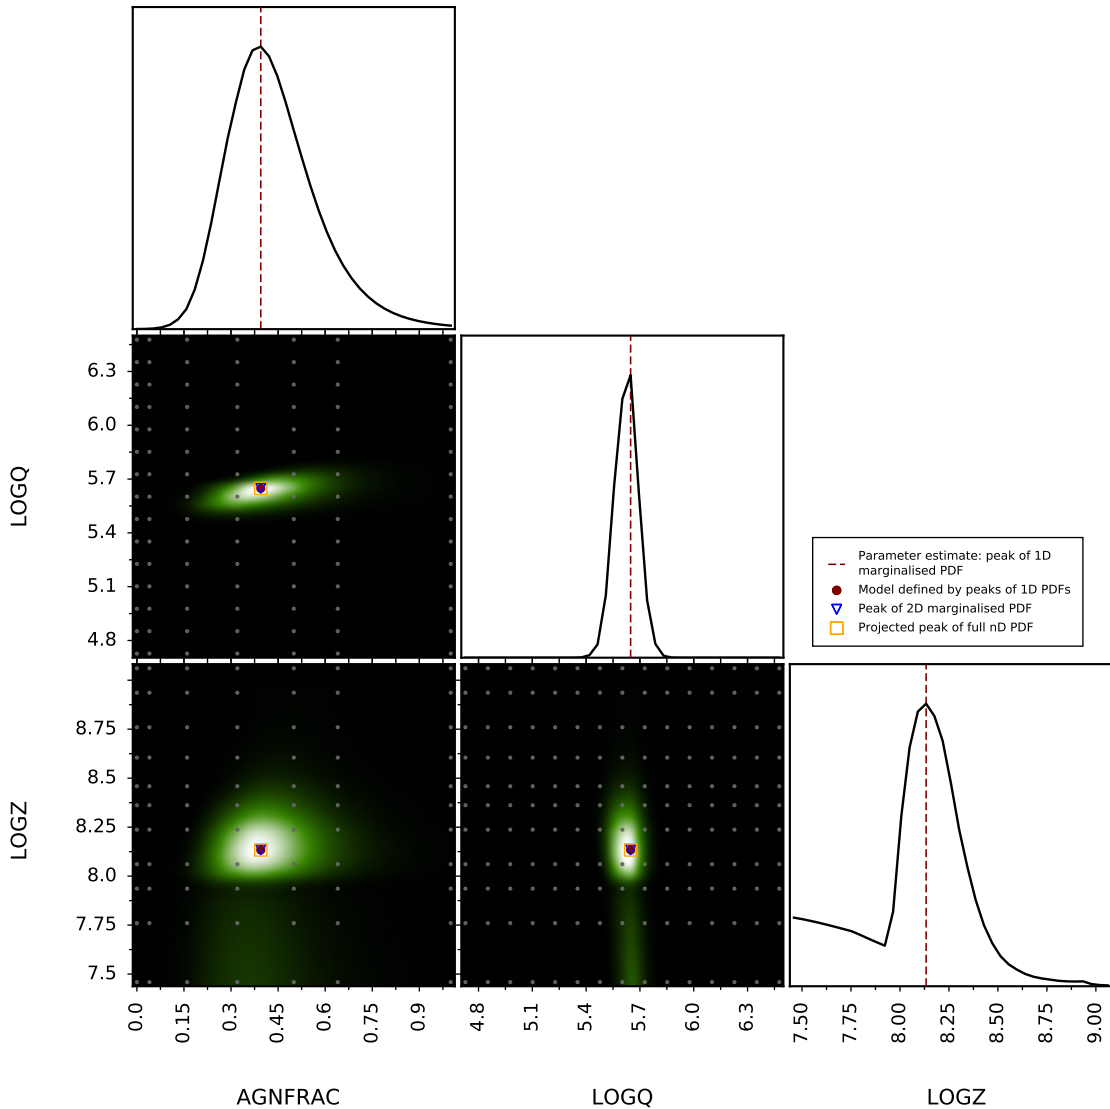 LOGQ
6.3
6.0
5.7
5.4
5.1
4.8
Parameter estimate: peak of 1D
marginalised PDF
Model defined by peaks of 1D PDFs
Peak of 2D marginalised PDF
Projected peak of full nD PDF
LOGZ
8.75
8.5
8.25
8.0
7.75
7.5
0.0 0.15 0.3 0.45 0.6 0.75 0.9
4.8 5.1 5.4 5.7 6.0 6.3
7.50 7.75 8.00 8.25 8.50 8.75 9.00
AGNFRAC LOGQ LOGZ